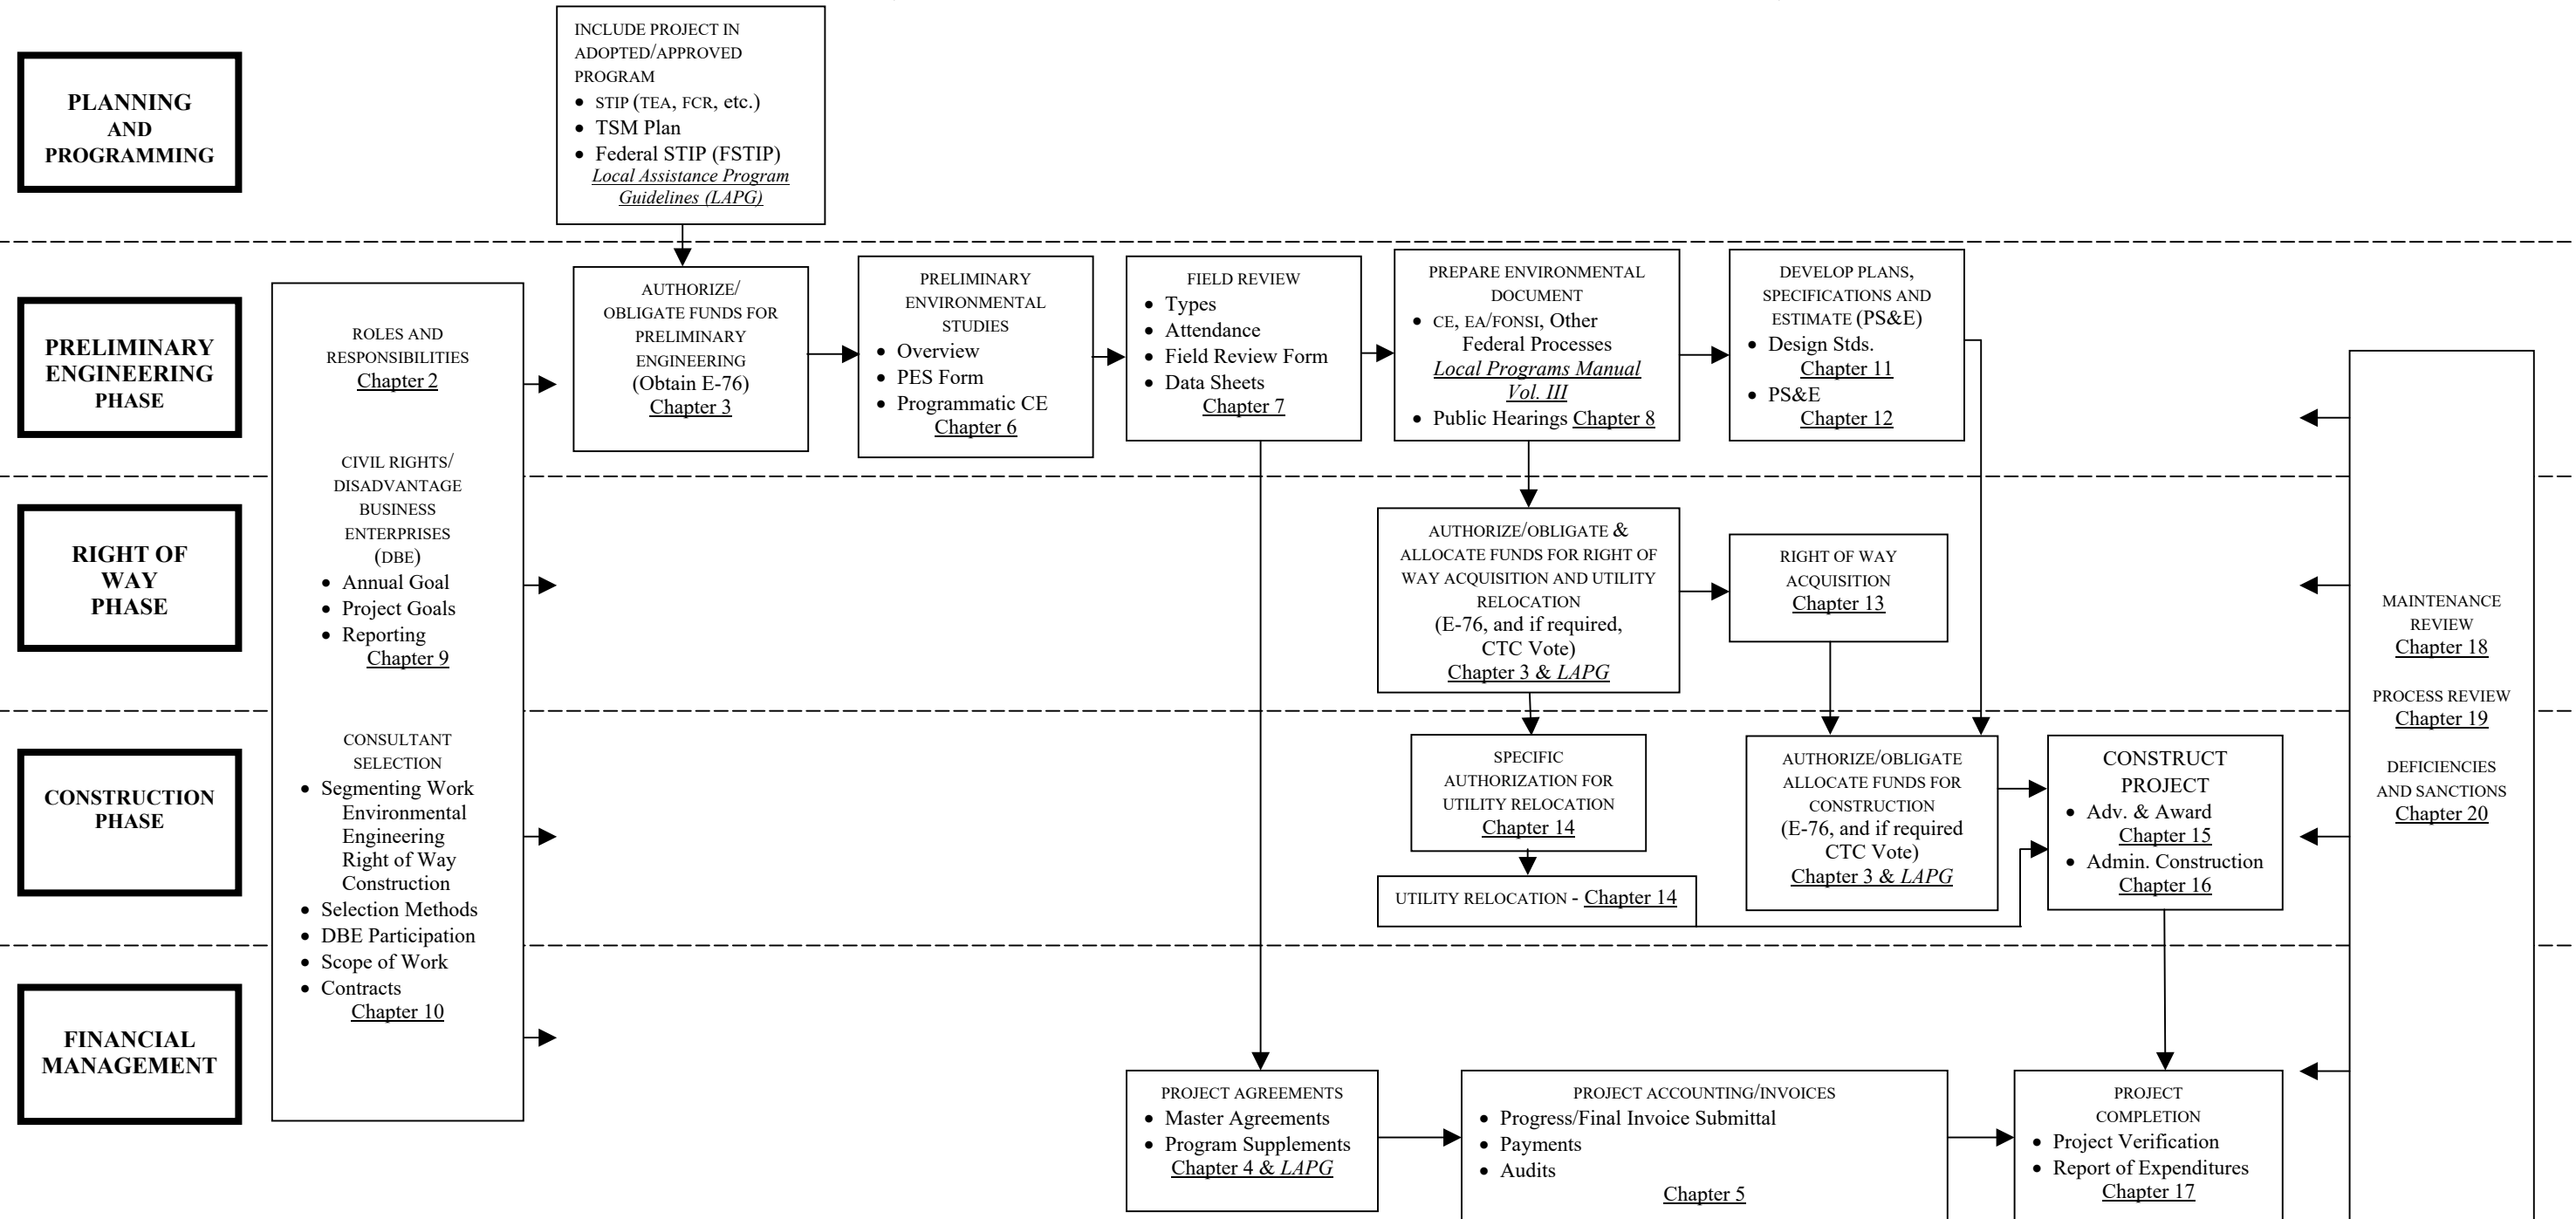 PLANNING
AND
PROGRAMMING
INCLUDE PROJECT IN
ADOPTED/APPROVED
PROGRAM
• STIP (TEA, FCR, etc.)
• TSM Plan
• Federal STIP (FSTIP)
Local Assistance Program
Guidelines (LAPG)
PRELIMINARY
ENGINEERING
PHASE
RIGHT OF
WAY
PHASE
CONSTRUCTION
PHASE
FINANCIAL
MANAGEMENT
ROLES AND
RESPONSIBILITIES
Chapter 2
CIVIL RIGHTS/
DISADVANTAGE
BUSINESS
ENTERPRISES
(DBE)
• Annual Goal
• Project Goals
• Reporting
Chapter 9
CONSULTANT
SELECTION
• Segmenting Work
Environmental
Engineering
Right of Way
Construction
• Selection Methods
• DBE Participation
• Scope of Work
• Contracts
Chapter 10
AUTHORIZE/
OBLIGATE FUNDS FOR
PRELIMINARY
ENGINEERING
(Obtain E-76)
Chapter 3
PRELIMINARY
ENVIRONMENTAL
STUDIES
• Overview
• PES Form
• Programmatic CE
Chapter 6
FIELD REVIEW
• Types
• Attendance
• Field Review Form
• Data Sheets
Chapter 7
PREPARE ENVIRONMENTAL
DOCUMENT
• CE, EA/FONSI, Other
Federal Processes
Local Programs Manual
Vol. III
• Public Hearings Chapter 8
DEVELOP PLANS,
SPECIFICATIONS AND
ESTIMATE (PS&E)
• Design Stds.
Chapter 11
• PS&E
Chapter 12
AUTHORIZE/OBLIGATE &
ALLOCATE FUNDS FOR RIGHT OF
WAY ACQUISITION AND UTILITY
RELOCATION
(E-76, and if required,
CTC Vote)
Chapter 3 & LAPG
RIGHT OF WAY
ACQUISITION
Chapter 13
SPECIFIC
AUTHORIZATION FOR
UTILITY RELOCATION
Chapter 14
UTILITY RELOCATION - Chapter 14
AUTHORIZE/OBLIGATE
ALLOCATE FUNDS FOR
CONSTRUCTION
(E-76, and if required
CTC Vote)
Chapter 3 & LAPG
CONSTRUCT
PROJECT
• Adv. & Award
Chapter 15
• Admin. Construction
Chapter 16
PROJECT AGREEMENTS
• Master Agreements
• Program Supplements
Chapter 4 & LAPG
PROJECT ACCOUNTING/INVOICES
• Progress/Final Invoice Submittal
• Payments
• Audits
Chapter 5
PROJECT
COMPLETION
• Project Verification
• Report of Expenditures
Chapter 17
MAINTENANCE
REVIEW
Chapter 18
PROCESS REVIEW
Chapter 19
DEFICIENCIES
AND SANCTIONS
Chapter 20